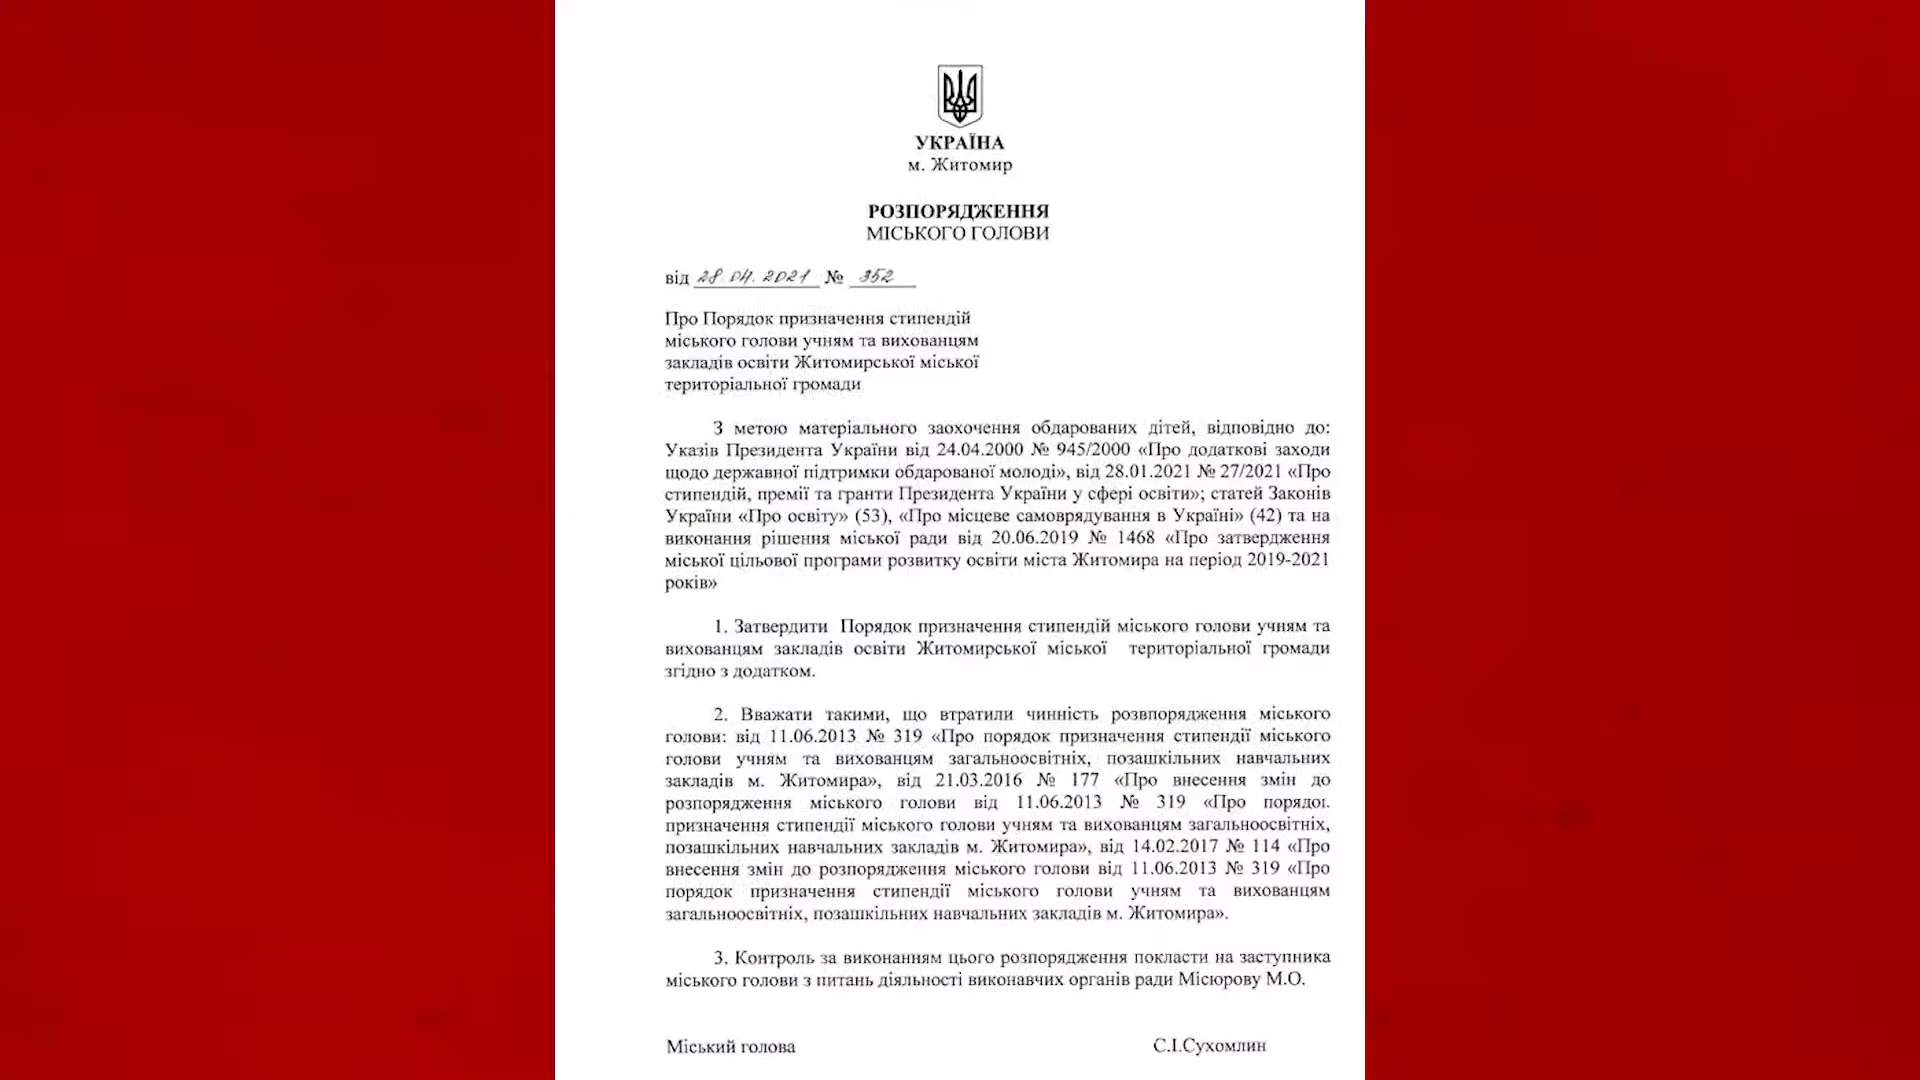 УКРАЇНА
м. Житомир
РОЗПОРЯДЖЕННЯ
МІСЬКОГО ГОЛОВИ
від 28.04.2021 № 352
Про Порядок призначення стипендій
міського голови учням та вихованцям
закладів освіти Житомирської міської
територіальної громади
З метою матеріального заохочення обдарованих дітей, відповідно до:
Указів Президента України від 24.04.2000 № 945/2000 «Про додаткові заходи
щодо державної підтримки обдарованої молоді», від 28.01.2021 № 27/2021 «Про
стипендій, премії та гранти Президента України у сфері освіти»; статей Законів
України «Про освіту» (53), «Про місцеве самоврядування в Україні» (42) та на
виконання рішення міської ради від 20.06.2019 № 1468 «Про затвердження
міської цільової програми розвитку освіти міста Житомира на період 2019-2021
років»
1. Затвердити Порядок призначення стипендій міського голови учням та
вихованцям закладів освіти Житомирської міської територіальної громади
згідно з додатком.
2. Вважати такими, що втратили чинність розвпорядження міського
голови: від 11.06.2013 № 319 «Про порядок призначення стипендії міського
голови учням та вихованцям загальноосвітніх, позашкільних навчальних
закладів м. Житомира», від 21.03.2016 № 177 «Про внесення змін до
розпорядження міського голови від 11.06.2013 № 319 «Про
призначення стипендії міського голови учням та вихованцям загальноосвітніх,
позашкільних навчальних закладів м. Житомира», від 14.02.2017 № 114 «Про
внесення змін до розпорядження міського голови від 11.06.2013 № 319 «Про
порядок призначення стипендії міського голови учням та вихованцям
загальноосвітніх, позашкільних навчальних закладів м. Житомира».
3. Контроль за виконанням цього розпорядження покласти на заступника
міського голови з питань діяльності виконавчих органів ради Місюрову М.О.
Міський голова С.І.Сухомлин